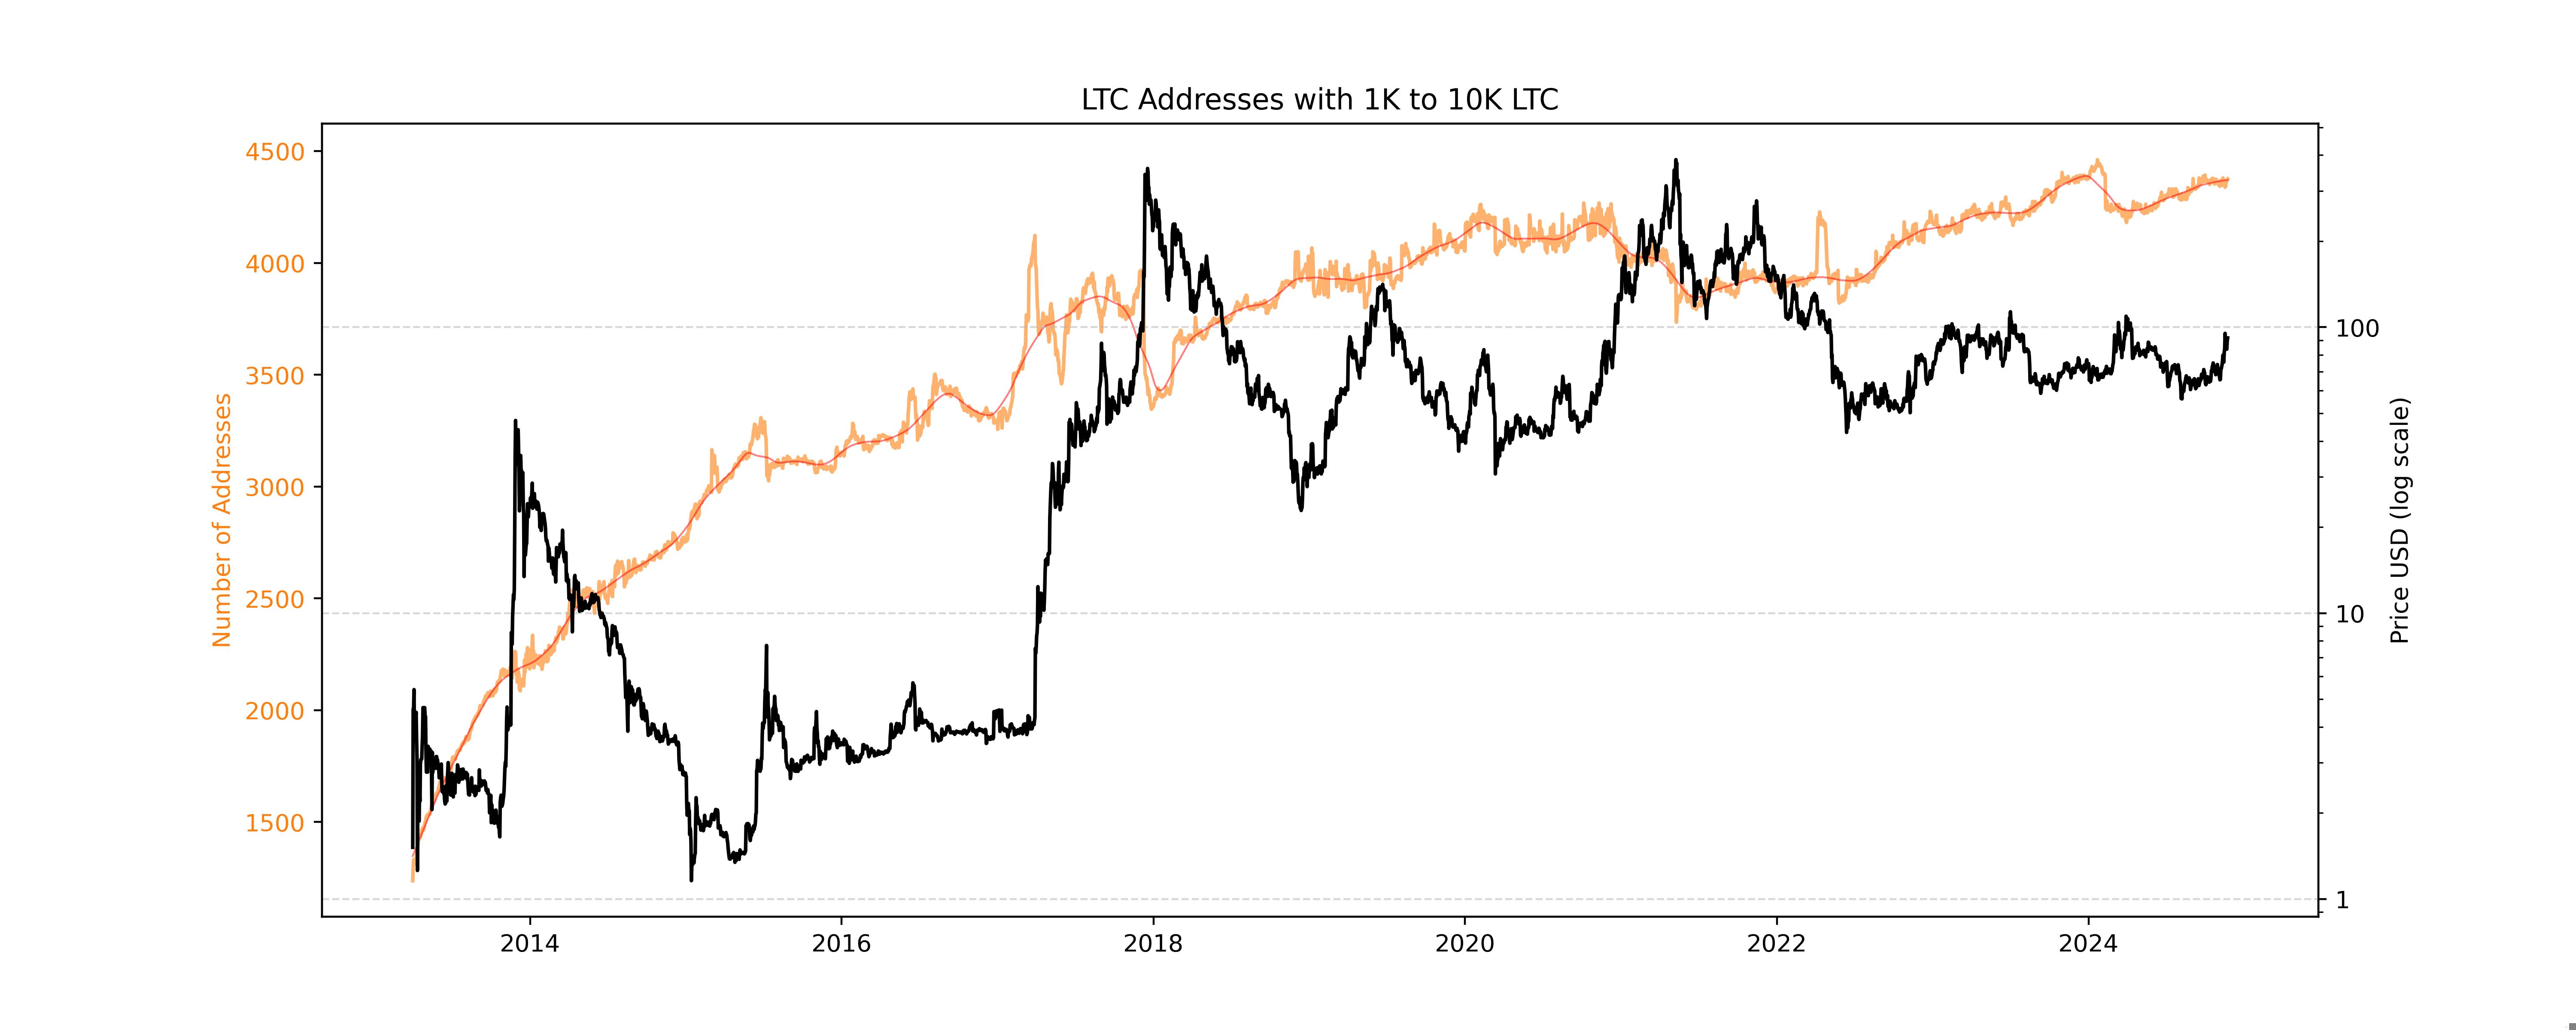 LTC Addresses with 1K to 10K LTC
4500
4000
3500
3000
2500
2000
1500
Number of Addresses
100
10
1
Price USD (log scale)
2014 2016 2018 2020 2022 2024